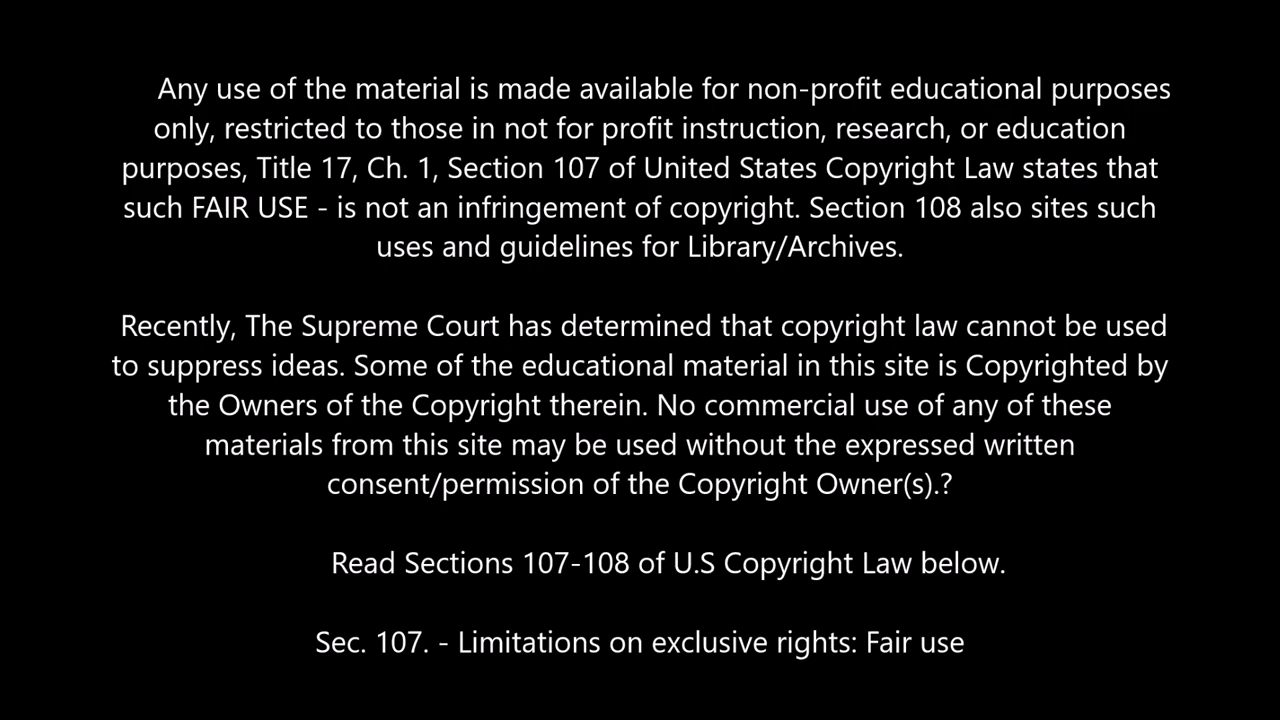 Any use of the material is made available for non-profit educational purposes
only, restricted to those in not for profit instruction, research, or education
purposes, Title 17, Ch. 1, Section 107 of United States Copyright Law states that
such FAIR USE - is not an infringement of copyright. Section 108 also sites such
uses and guidelines for Library/Archives.
Recently, The Supreme Court has determined that copyright law cannot be used
to suppress ideas. Some of the educational material in this site is Copyrighted by
the Owners of the Copyright therein. No commercial use of any of these
materials from this site may be used without the expressed written
consent/permission of the Copyright Owner(s).?
Read Sections 107-108 of U.S Copyright Law below.
Sec. 107. - Limitations on exclusive rights: Fair use